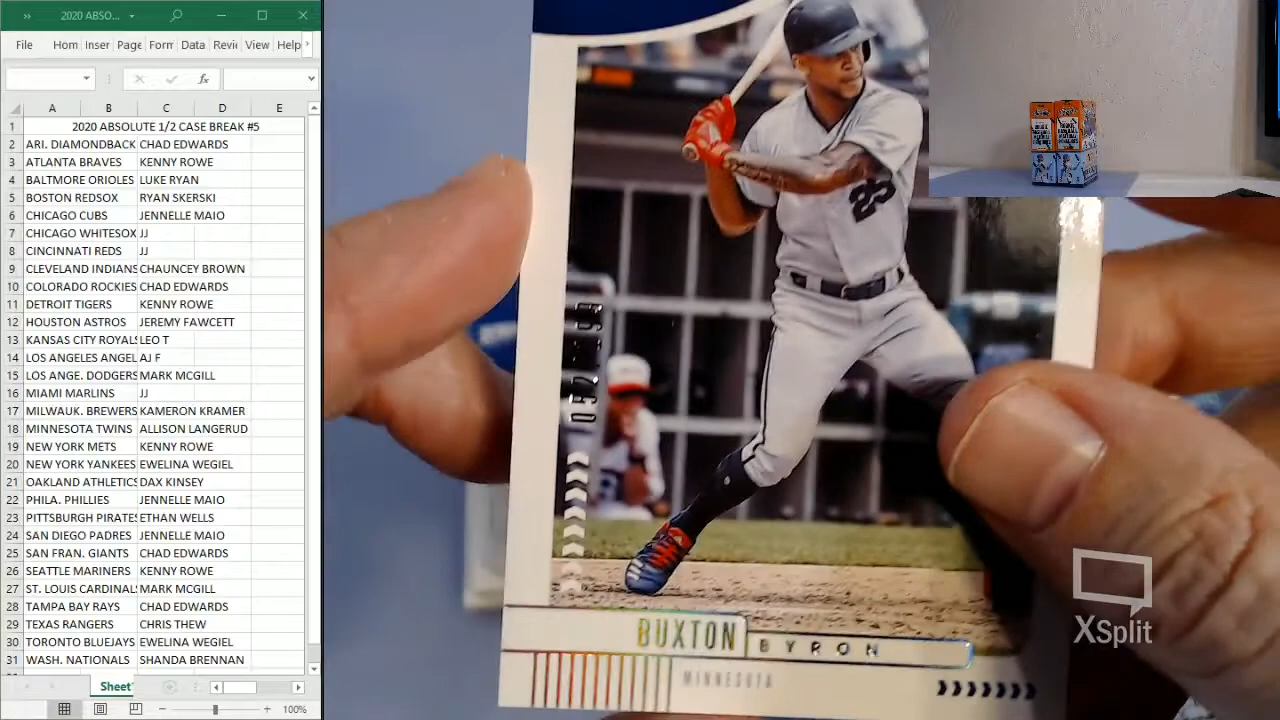 2020 ABSO...
File Hom Inser Page Form Data Revie View Help
fx
A B C D E
1 2020 ABSOLUTE 1/2 CASE BREAK #5
2 ARI. DIAMONDBACK CHAD EDWARDS
3 ATLANTA BRAVES KENNY ROWE
4 BALTMORE ORIOLES LUKE RYAN
5 BOSTON REDSOX RYAN SKERSKI
6 CHICAGO CUBS JENNELLE MAIO
7 CHICAGO WHITESOX JJ
8 CINCINNATI REDS JJ
9 CLEVELAND INDIANS CHAUNCEY BROWN
10 COLORADO ROCKIES CHAD EDWARDS
11 DETROIT TIGERS KENNY ROWE
12 HOUSTON ASTROS JEREMY FAWCETT
13 KANSAS CITY ROYALS LEO T
14 LOS ANGELES ANGEL AJ F
15 LOS ANGE. DODGERS MARK MCGILL
16 MIAMI MARLINS JJ
17 MILWAUK. BREWERS KAMERON KRAMER
18 MINNESOTA TWINS ALLISON LANGERUD
19 NEW YORK METS KENNY ROWE
20 NEW YORK YANKEES EWELINA WEGIEL
21 OAKLAND ATHLETICS DAX KINSEY
22 PHILA. PHILLIES JENNELLE MAIO
23 PITTSBURGH PIRATES ETHAN WELLS
24 SAN DIEGO PADRES JENNELLE MAIO
25 SAN FRAN. GIANTS CHAD EDWARDS
26 SEATTLE MARINERS KENNY ROWE
27 ST. LOUIS CARDINAL MARK MCGILL
28 TAMPA BAY RAYS CHAD EDWARDS
29 TEXAS RANGERS CHRIS THEW
30 TORONTO BLUEJAYS EWELINA WEGIEL
31 WASH. NATIONALS SHANDA BRENNAN
Sheet
100%
25
BUXTON BYRON
MINNESOTA
XSplit